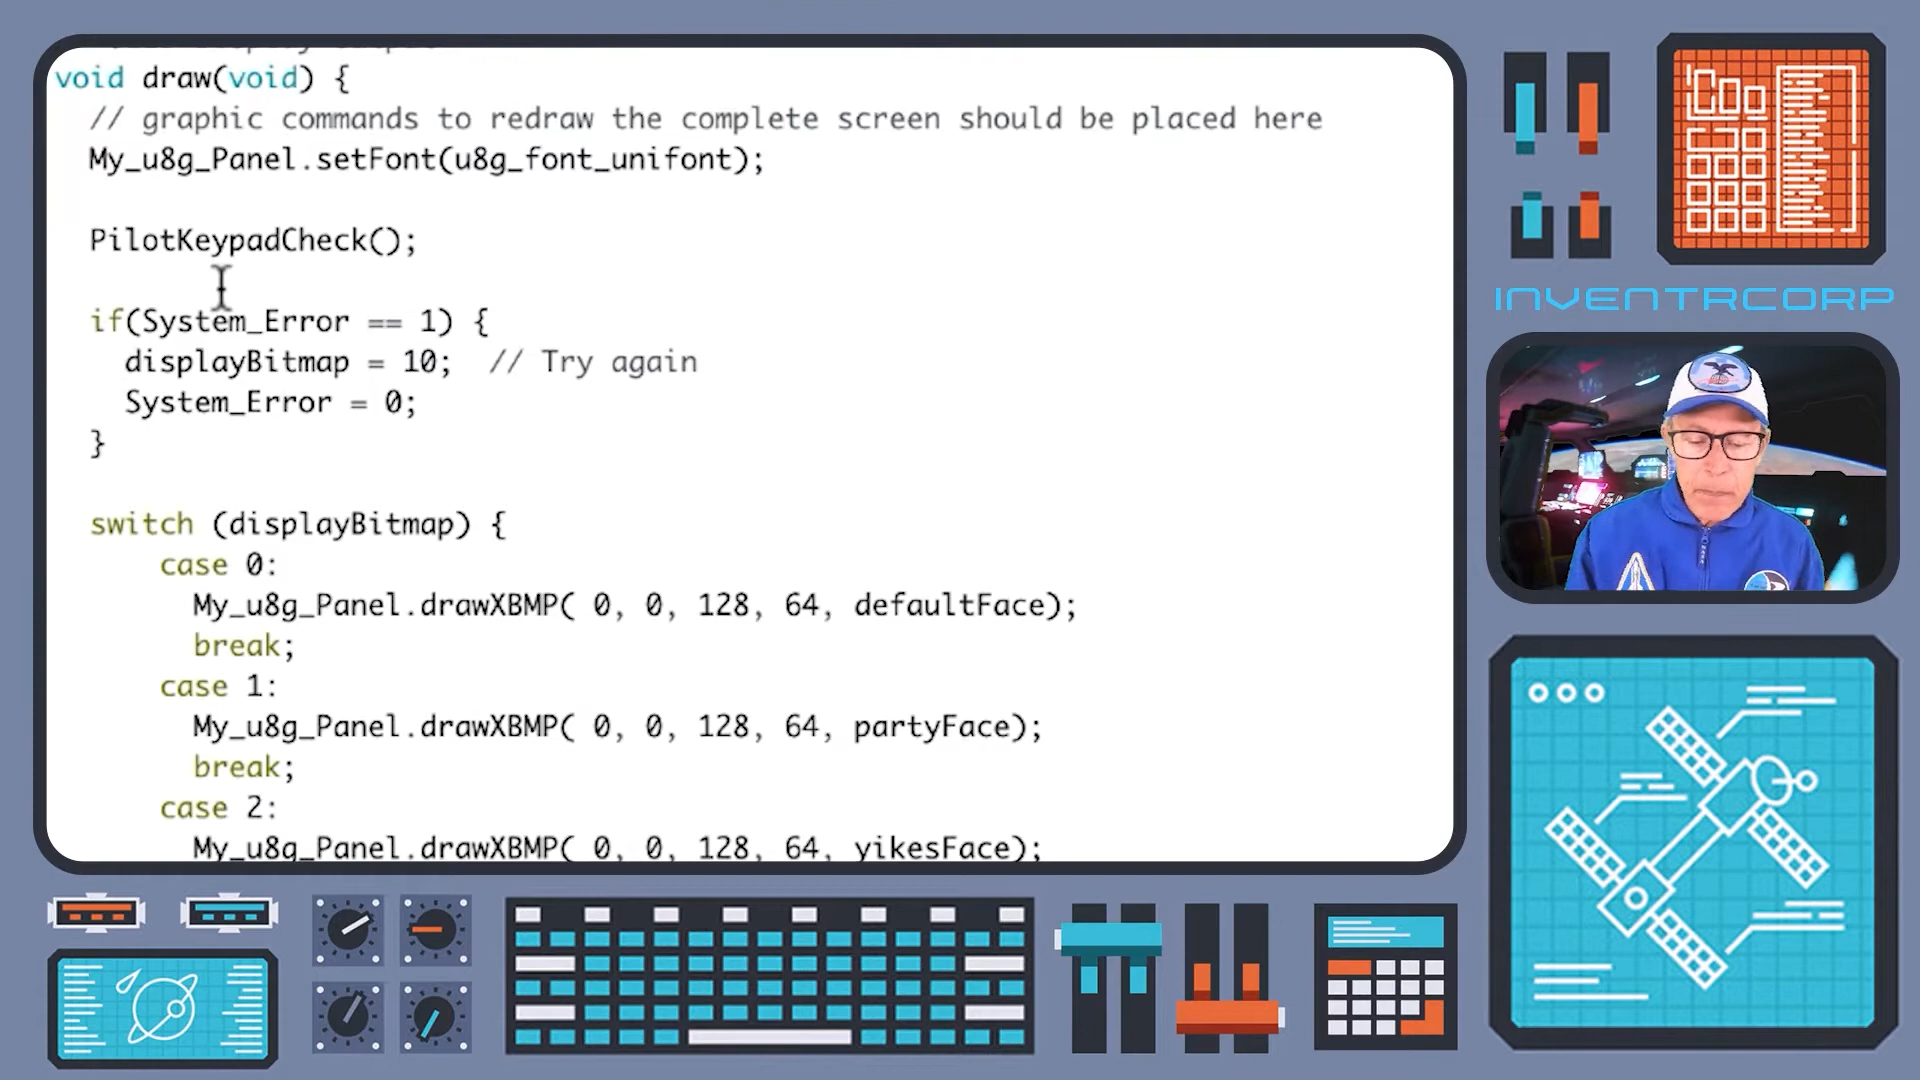 void draw(void) {
// graphic commands to redraw the complete screen should be placed here
My_u8g_Panel.setFont(u8g_font_unifont);
PilotKeypadCheck();
if(System_Error == 1) {
displayBitmap = 10;  // Try again
System_Error = 0;
}
switch (displayBitmap) {
case 0:
My_u8g_Panel.drawXBMP( 0, 0, 128, 64, defaultFace);
break;
case 1:
My_u8g_Panel.drawXBMP( 0, 0, 128, 64, partyFace);
break;
case 2:
My_u8g_Panel.drawXBMP( 0, 0, 128, 64, yikesFace);
INVENTRCORP